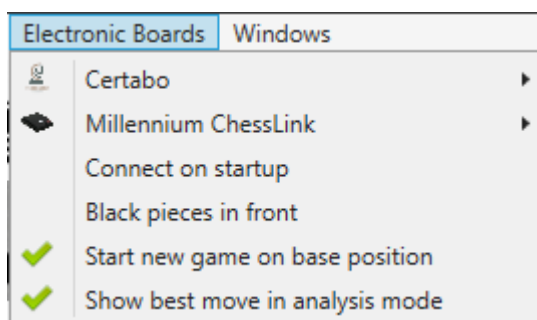 Electronic Boards Windows
Certabo
Millennium ChessLink
Connect on startup
Black pieces in front
Start new game on base position
Show best move in analysis mode